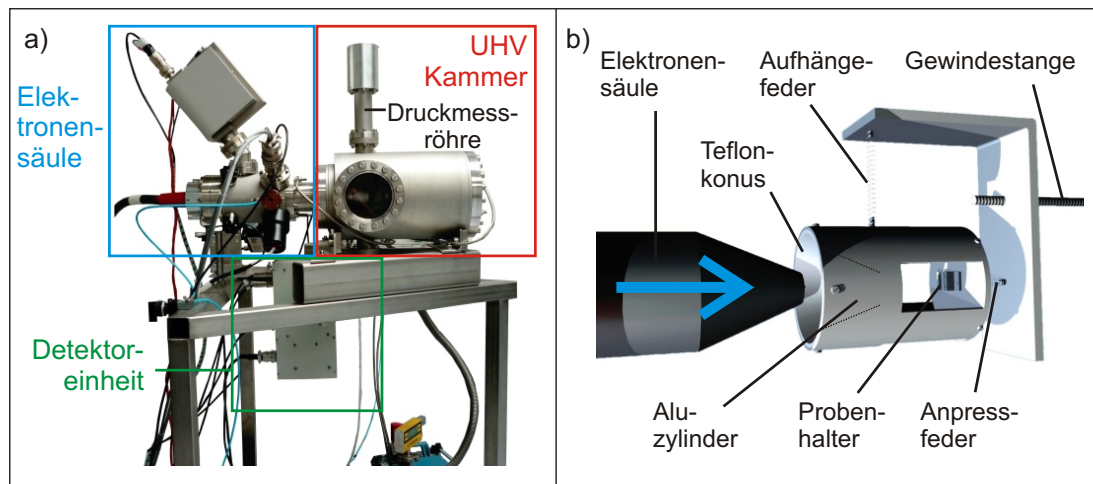 a)
UHV
Kammer
Druckmess-
röhre
Elek-
tronen-
säule
Detektor-
einheit
b)
Elektronen-
säule
Aufhänge-
feder
Gewindestange
Teflon-
konus
Alu-
zylinder
Proben-
halter
Anpress-
feder